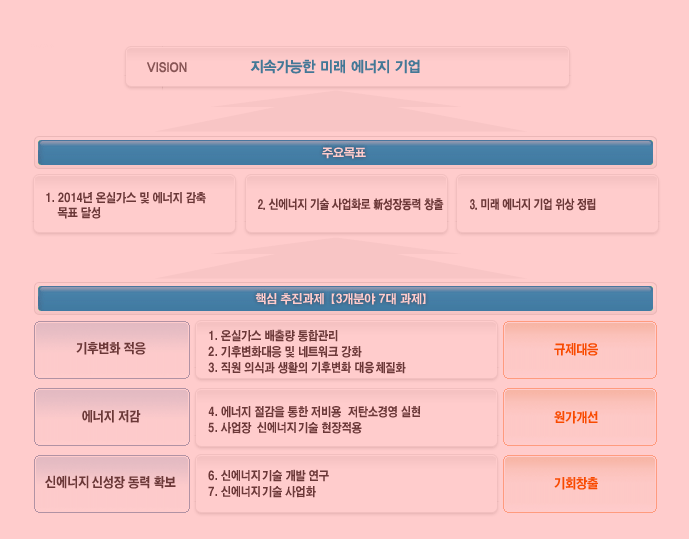 VISION 지속가능한 미래 에너지 기업
주요목표
1. 2014년 온실가스 및 에너지 감축
목표 달성
2. 신에너지 기술 사업화로 新성장동력 창출
3. 미래 에너지 기업 위상 정립
핵심 추진과제 [3개분야 7대 과제]
기후변화 적응
1. 온실가스 배출량 통합관리
2. 기후변화대응 및 네트워크 강화
3. 직원 의식과 생활의 기후변화 대응체질화
규제대응
에너지 저감
4. 에너지 절감을 통한 저비용 저탄소경영 실현
5. 사업장 신에너지기술 현장적용
원가개선
신에너지 신성장 동력 확보
6. 신에너지기술 개발 연구
7. 신에너지기술 사업화
기회창출